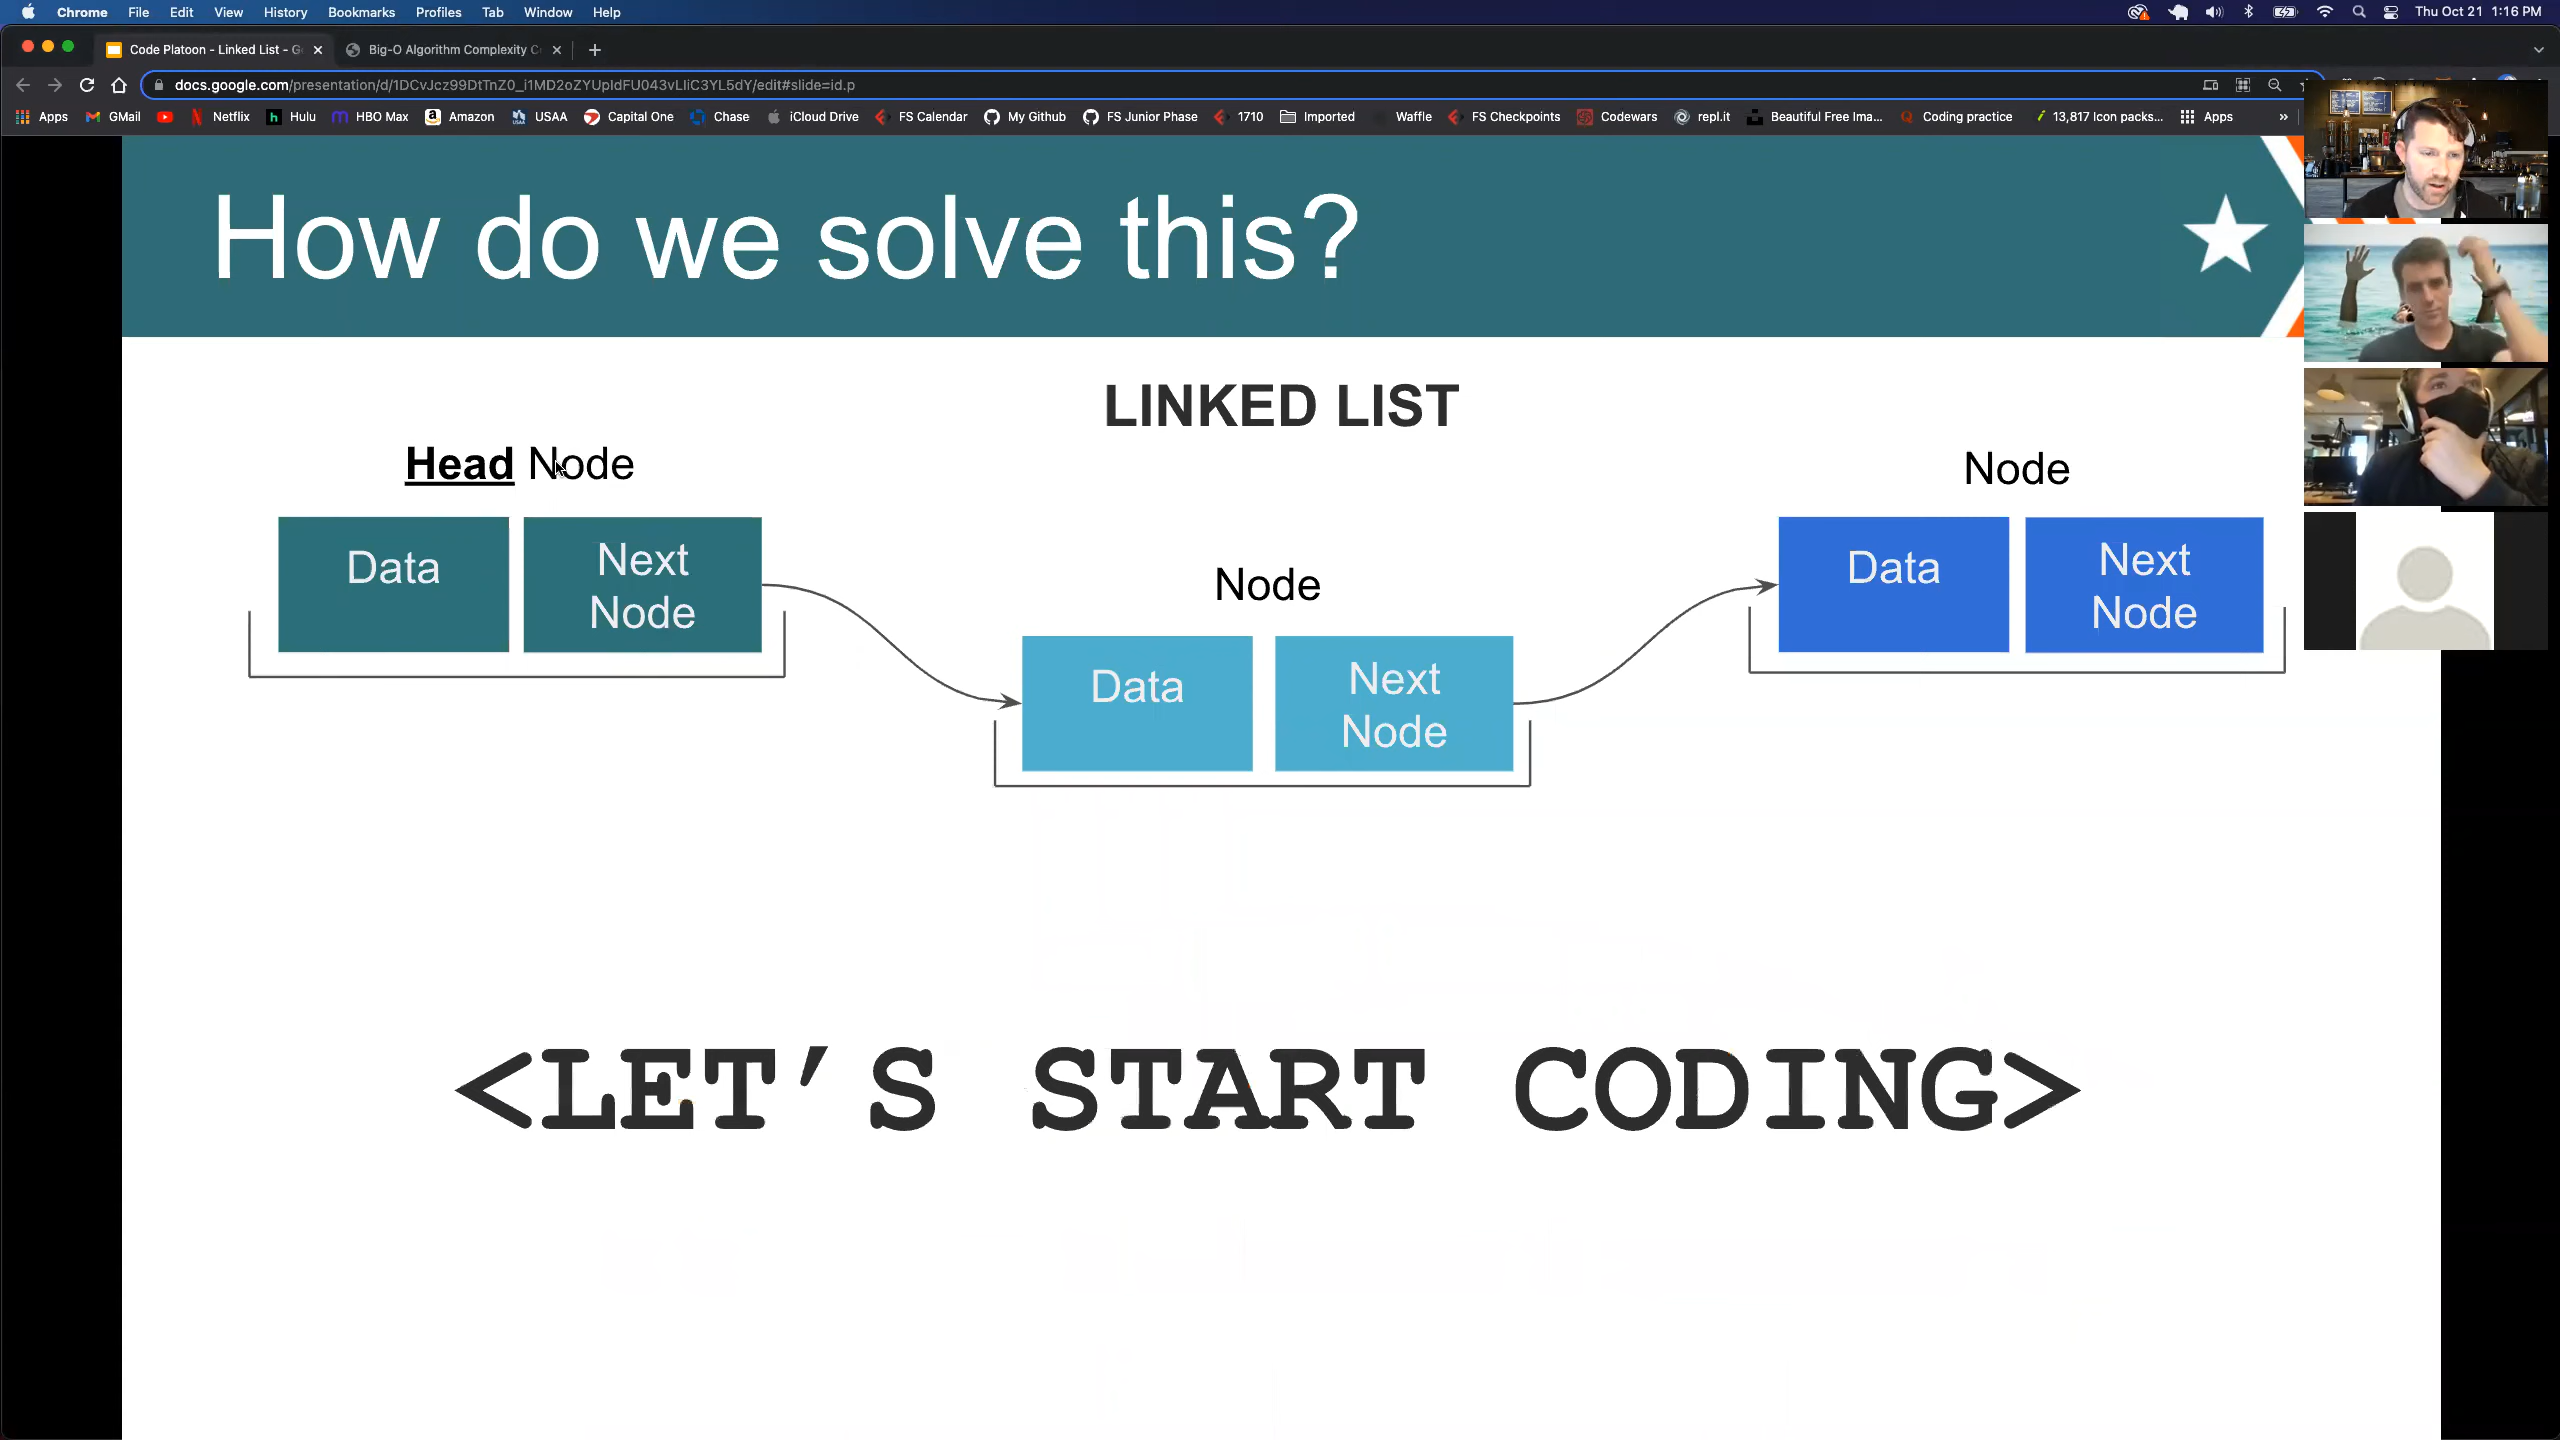 Chrome File Edit View History Bookmarks Profiles Tab Window Help Thu Oct 21 1:16 PM
Code Platoon - Linked List - G
Big-O Algorithm Complexity C
docs.google.com/presentation/d/1DCvJcz99DtTnZ0_i1MD2oZYUpIdFU043vLIiC3YL5dY/edit#slide=id.p
Apps GMail Netflix Hulu HBO Max Amazon USAA Capital One Chase iCloud Drive FS Calendar My Github FS Junior Phase 1710 Imported Waffle FS Checkpoints Codewars repl.it Beautiful Free Ima... Coding practice 13,817 Icon packs... Apps »
How do we solve this?
LINKED LIST
Head Node
Data
Next
Node
Node
Data
Next
Node
Node
Data
Next
Node
<LET'S START CODING>